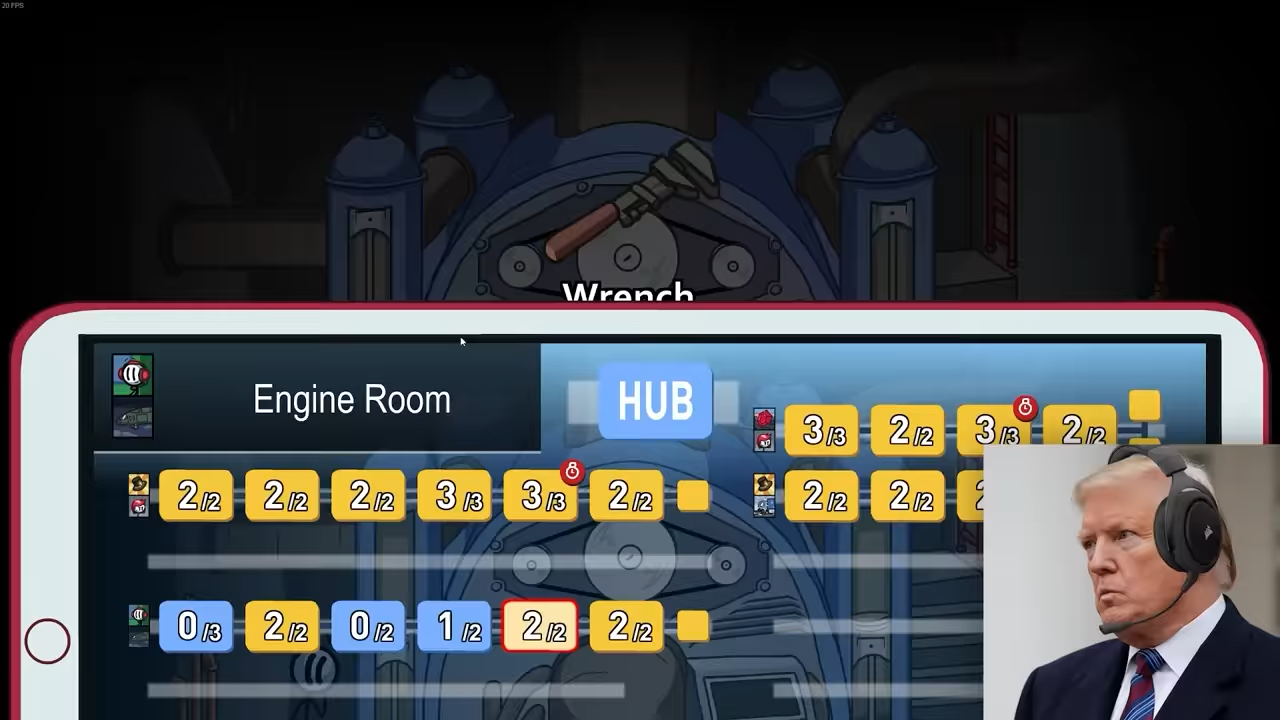 20 FPS
Wrench
Engine Room
HUB
3/3 2/2 3/3 2/2
2/2 2/2 2/2 3/3 3/3 2/2
2/2 2/2
0/3 2/2 0/2 1/2 2/2 2/2